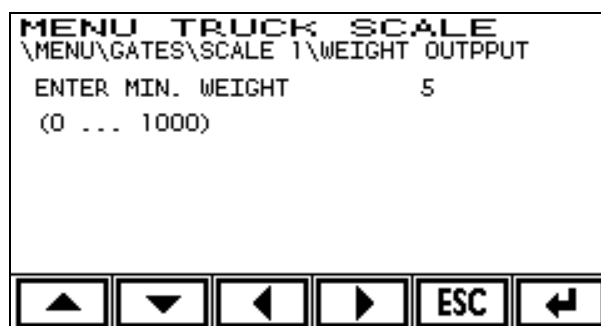 MENU TRUCK SCALE
\MENU\GATES\SCALE 1\WEIGHT OUTPPUT
ENTER MIN. WEIGHT 5
(0 ... 1000)
ESC